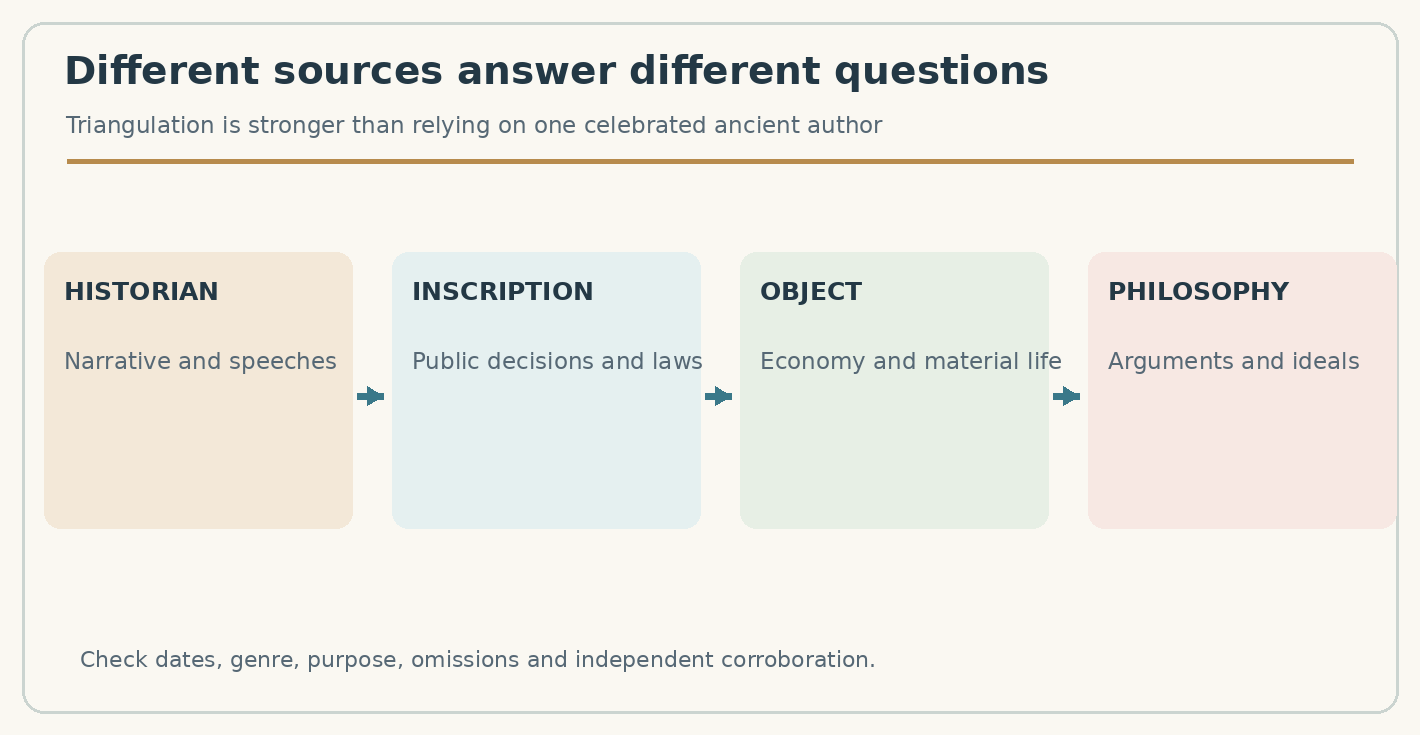 Different sources answer different questions
Triangulation is stronger than relying on one celebrated ancient author
HISTORIAN
Narrative and speeches
INSCRIPTION
Public decisions and laws
OBJECT
Economy and material life
PHILOSOPHY
Arguments and ideals
Check dates, genre, purpose, omissions and independent corroboration.